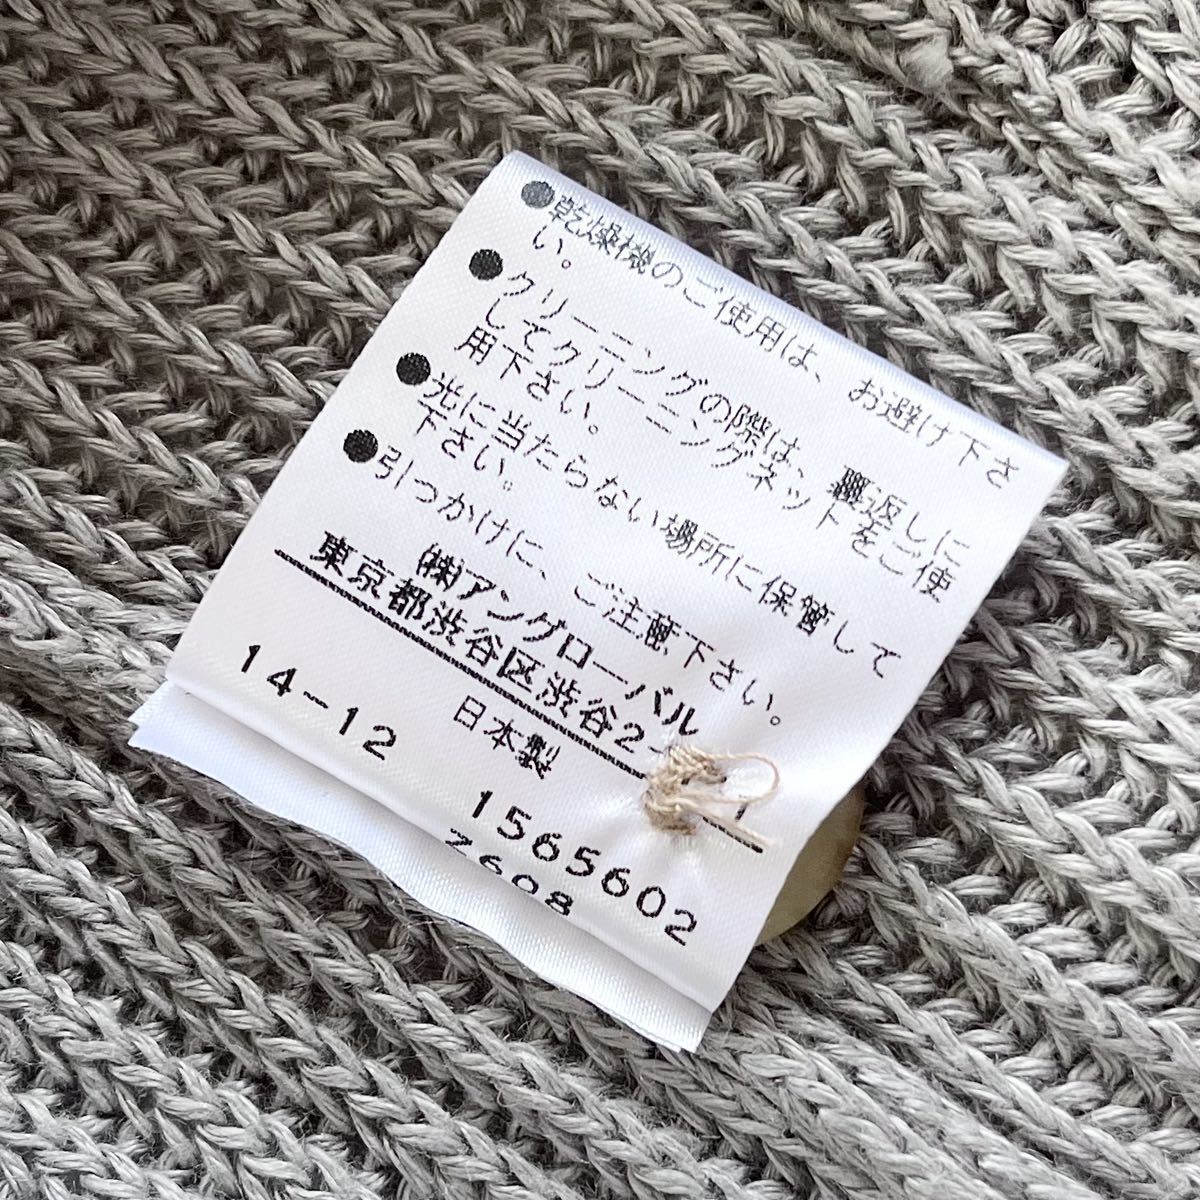 ●乾燥機のご使用は、お避け下さ
い。
●クリーニングの際は、裏返しに
してクリーニングネットをご使
用下さい。
●光に当たらない場所に保管して
下さい。
●引っかけに、ご注意下さい。
㈱アングローバル
東京都渋谷区渋谷2-
日本製
14-12
1565602
2608